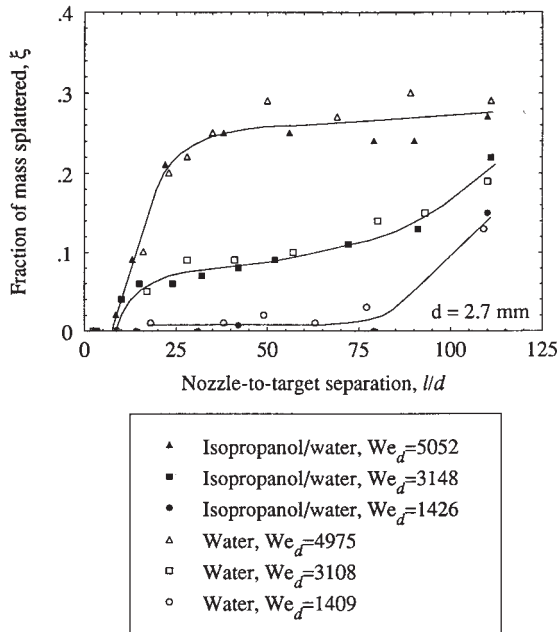 .4
.3
.2
.1
0
Fraction of mass splattered, ξ
0 25 50 75 100 125
d = 2.7 mm
Nozzle-to-target separation, l/d
Isopropanol/water, We_d=5052
Isopropanol/water, We_d=3148
Isopropanol/water, We_d=1426
Water, We_d=4975
Water, We_d=3108
Water, We_d=1409